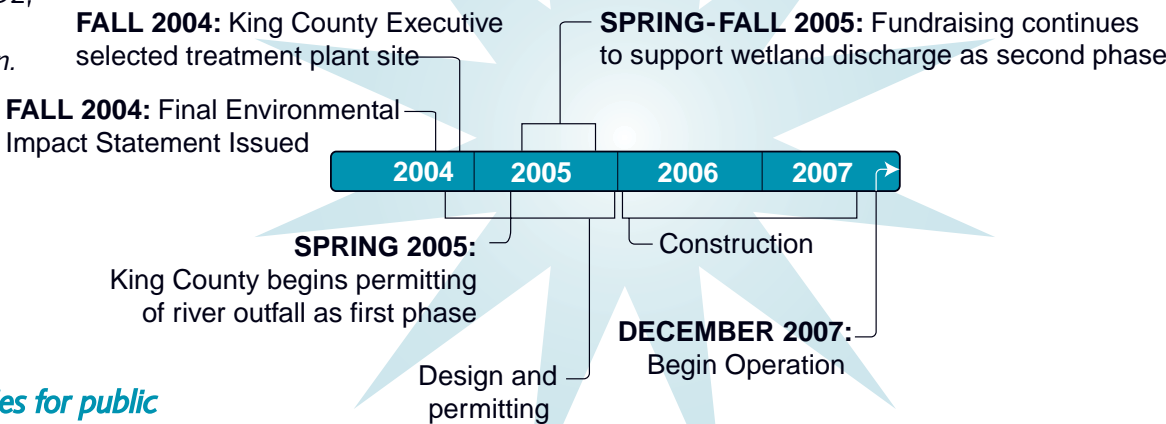 FALL 2004: King County Executive
selected treatment plant site
SPRING-FALL 2005: Fundraising continues
to support wetland discharge as second phase
FALL 2004: Final Environmental
Impact Statement Issued
2004 2005 2006 2007
SPRING 2005:
King County begins permitting
of river outfall as first phase
Construction
DECEMBER 2007:
Begin Operation
Design and
permitting
for public